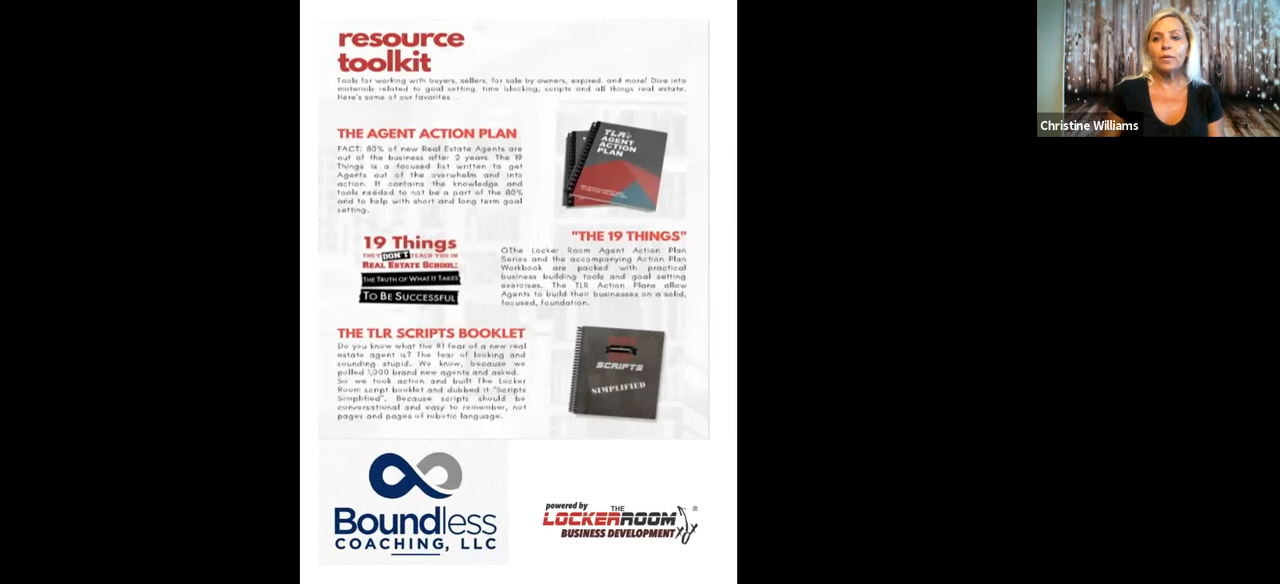 resource
toolkit
Tools for working with buyers, sellers, for sale by owners, expired, and more! Dive into
materials related to goal setting, time blocking, scripts and all things real estate.
Here's some of our favorites...
THE AGENT ACTION PLAN
FACT: 80% of new Real Estate Agents are
out of the business after 2 years. The 19
Things is a focused list written to get
Agents out of the overwhelm and into
action. It contains the knowledge and
tools needed to not be a part of the 80%
and to help with short and long term goal
setting.
TLR
AGENT
ACTION
PLAN
19 Things
THEY DON'T TEACH YOU IN
REAL ESTATE SCHOOL:
THE TRUTH OF WHAT IT TAKES
TO BE SUCCESSFUL
"THE 19 THINGS"
OThe Locker Room Agent Action Plan
Series and the accompanying Action Plan
Workbook are packed with practical
business building tools and goal setting
exercises. The TLR Action Plans allow
Agents to build their businesses on a solid,
focused, foundation.
THE TLR SCRIPTS BOOKLET
Do you know what the #1 fear of a new real
estate agent is? The fear of looking and
sounding stupid. We know, because we
polled 1,000 brand new agents and asked.
So we took action and built The Locker
Room script booklet and dubbed it "Scripts
Simplified". Because scripts should be
conversational and easy to remember, not
pages and pages of robotic language.
SCRIPTS
SIMPLIFIED
Boundless
COACHING, LLC
powered by
THE
LOCKERROOM
BUSINESS DEVELOPMENT
®
Christine Williams